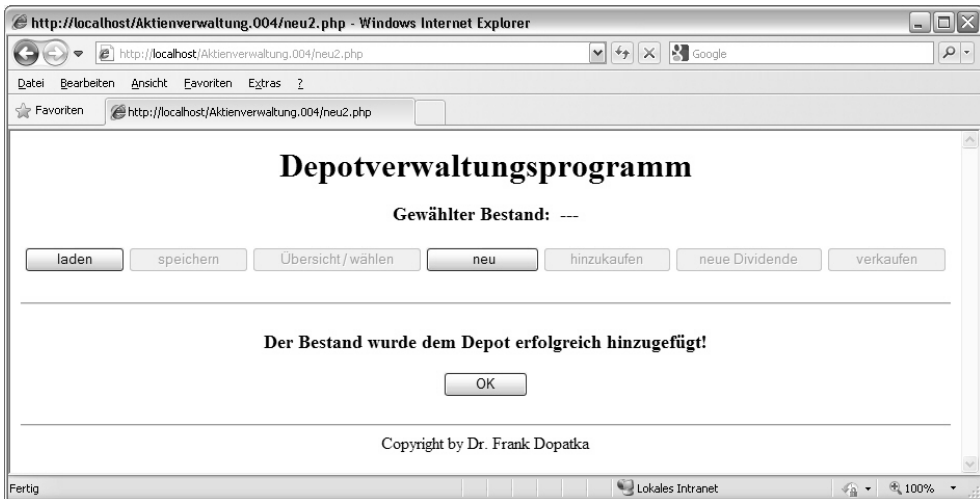 http://localhost/Aktienverwaltung.004/neu2.php - Windows Internet Explorer
http://localhost/Aktienverwaltung.004/neu2.php Google
Datei Bearbeiten Ansicht Favoriten Extras ?
Favoriten http://localhost/Aktienverwaltung.004/neu2.php
Depotverwaltungsprogramm
Gewählter Bestand: ---
laden speichern Übersicht / wählen neu hinzukaufen neue Dividende verkaufen
Der Bestand wurde dem Depot erfolgreich hinzugefügt!
OK
Copyright by Dr. Frank Dopatka
Fertig Lokales Intranet 100%